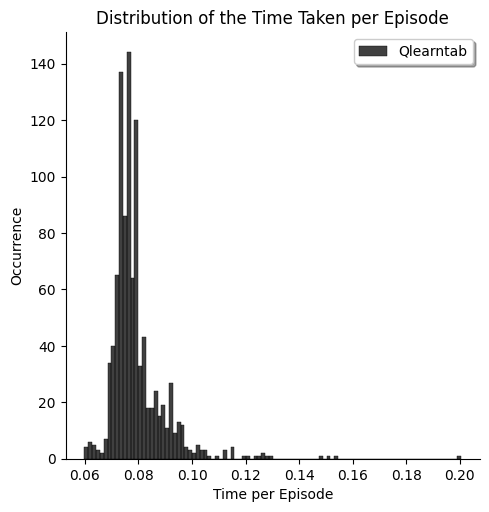 Distribution of the Time Taken per Episode
Qlearntab
140
120
100
80
60
40
20
0
Occurrence
0.06 0.08 0.10 0.12 0.14 0.16 0.18 0.20
Time per Episode